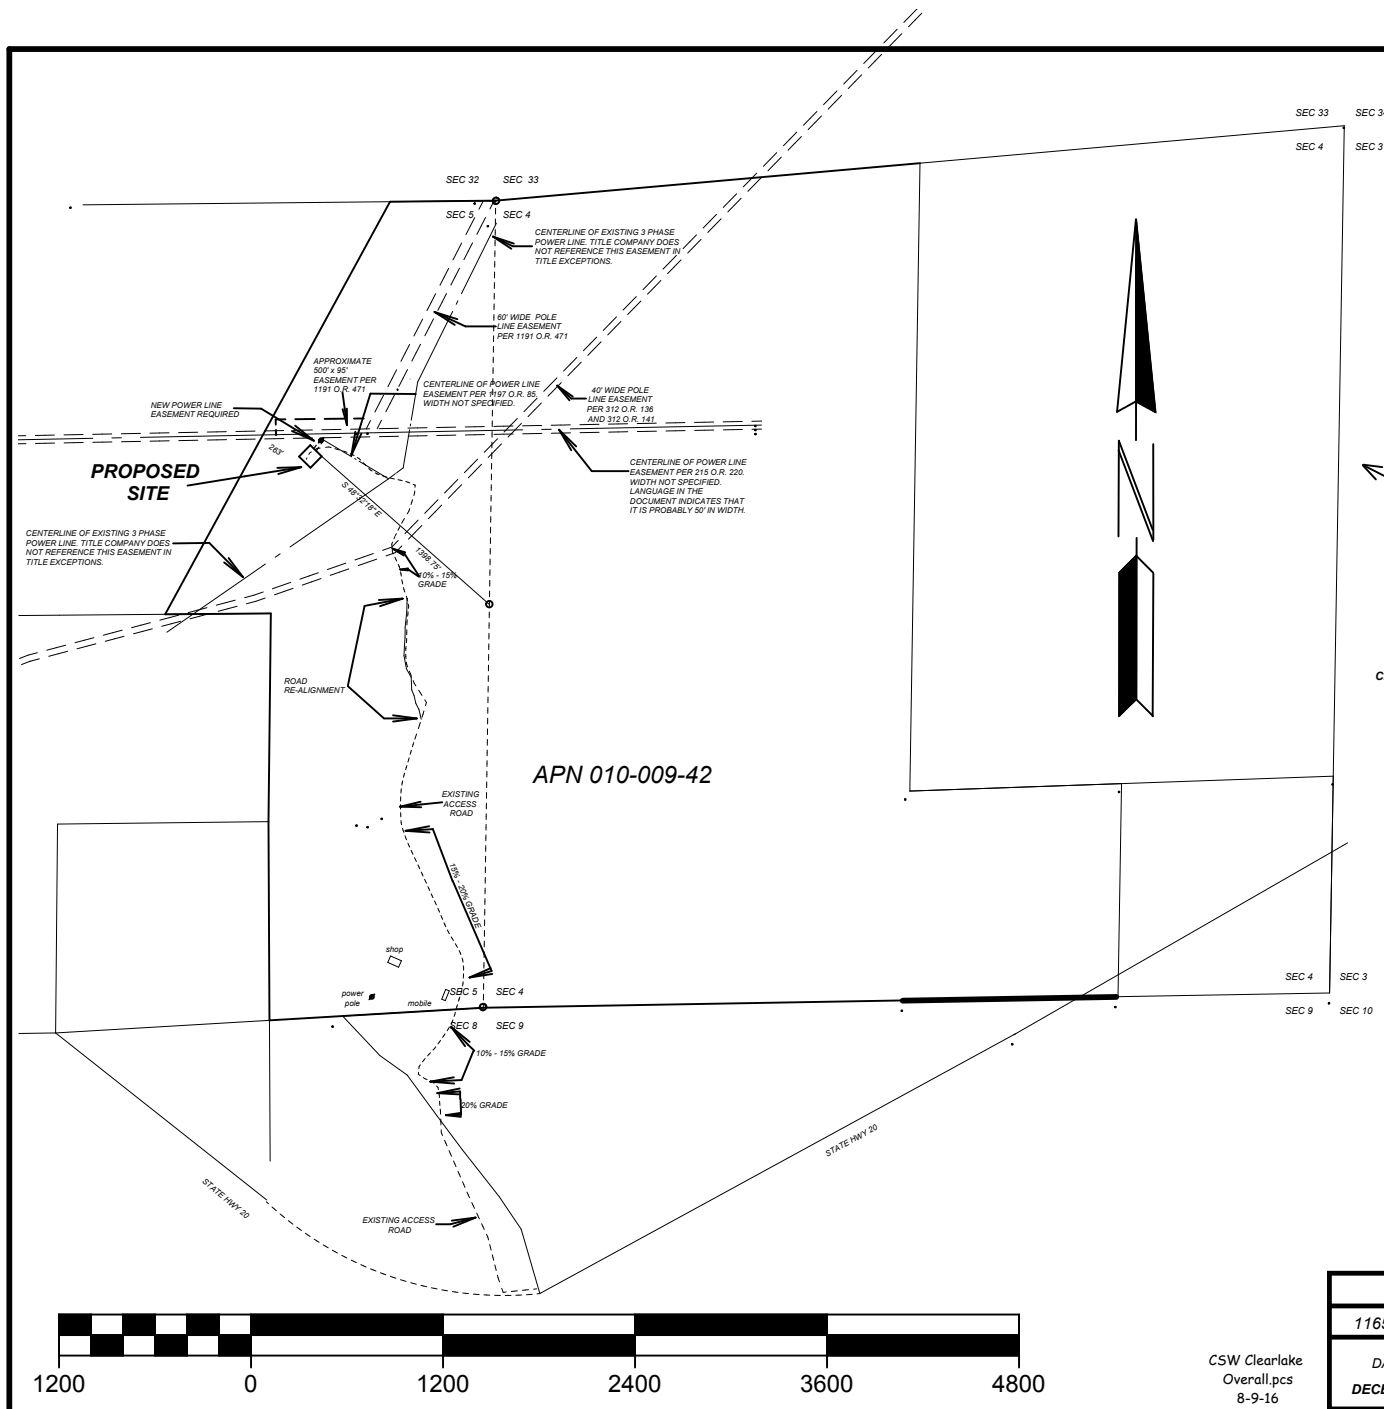 SEC 33 SEC 34
SEC 4 SEC 3
SEC 32 SEC 33
SEC 5 SEC 4
CENTERLINE OF EXISTING 3 PHASE
POWER LINE. TITLE COMPANY DOES
NOT REFERENCE THIS EASEMENT IN
TITLE EXCEPTIONS.
60' WIDE POLE
LINE EASEMENT
PER 1191 O.R. 471
APPROXIMATE
500' x 95'
EASEMENT PER
1191 O.R. 471
CENTERLINE OF POWER LINE
EASEMENT PER 1197 O.R. 85.
WIDTH NOT SPECIFIED.
40' WIDE POLE
LINE EASEMENT
PER 312 O.R. 136
AND 312 O.R. 141
NEW POWER LINE
EASEMENT REQUIRED
263'
PROPOSED
SITE
S 48°32'18" E
1398.75'
CENTERLINE OF POWER LINE
EASEMENT PER 215 O.R. 220.
WIDTH NOT SPECIFIED.
LANGUAGE IN THE
DOCUMENT INDICATES THAT
IT IS PROBABLY 50' IN WIDTH.
CENTERLINE OF EXISTING 3 PHASE
POWER LINE. TITLE COMPANY DOES
NOT REFERENCE THIS EASEMENT IN
TITLE EXCEPTIONS.
10% - 15%
GRADE
N
ROAD
RE-ALIGNMENT
C
APN 010-009-42
EXISTING
ACCESS
ROAD
15% - 20% GRADE
shop
power
pole
mobile
SEC 5 SEC 4
SEC 8 SEC 9
SEC 4 SEC 3
SEC 9 SEC 10
10% - 15% GRADE
20% GRADE
STATE HWY 20
STATE HWY 20
EXISTING ACCESS
ROAD
1200 0 1200 2400 3600 4800
CSW Clearlake
Overall.pcs
8-9-16
1165
DA
DECE